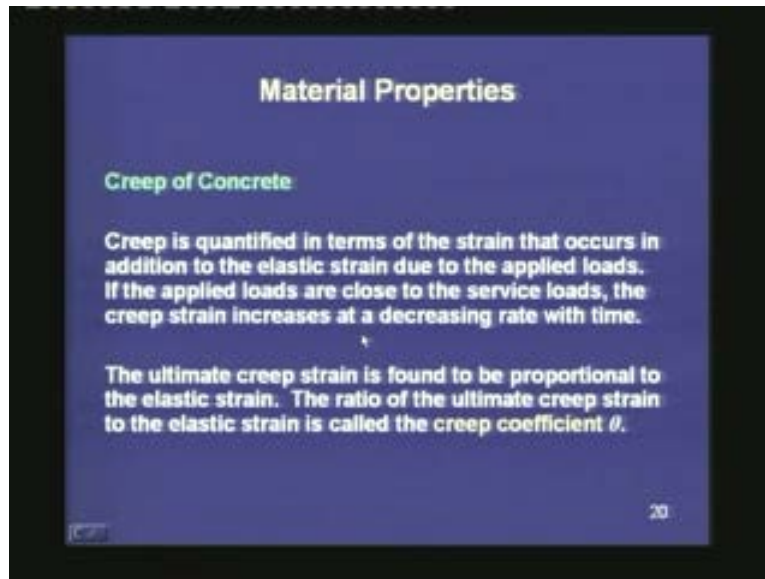 Material Properties
Creep of Concrete
Creep is quantified in terms of the strain that occurs in
addition to the elastic strain due to the applied loads.
If the applied loads are close to the service loads, the
creep strain increases at a decreasing rate with time.
The ultimate creep strain is found to be proportional to
the elastic strain. The ratio of the ultimate creep strain
to the elastic strain is called the creep coefficient θ.
20